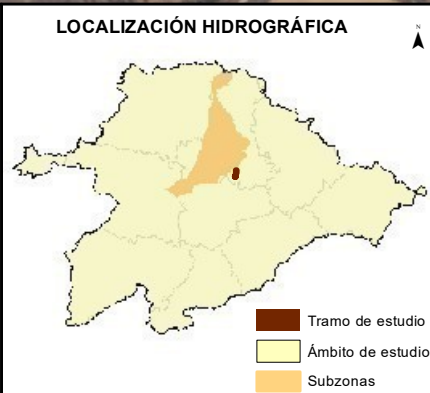 LOCALIZACIÓN HIDROGRÁFICA
N
Tramo de estudio
Ámbito de estudio
Subzonas